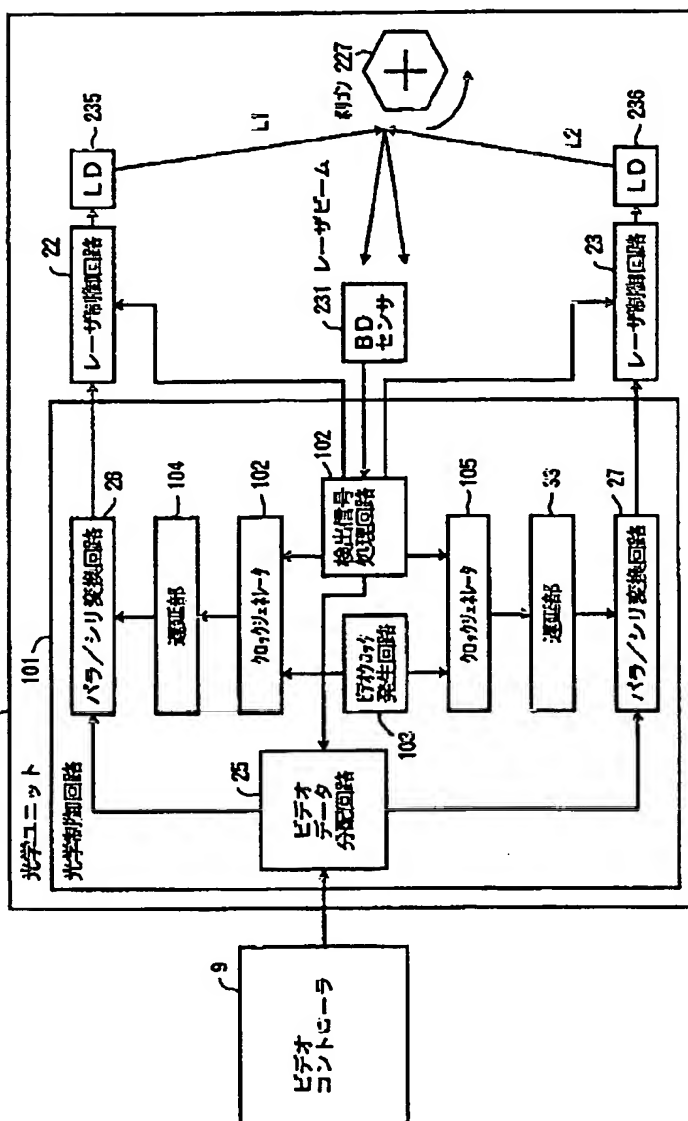 光学ユニット
光学制御回路
101
パラ/シリ変換回路
26
遅延部
104
クロックジェネレータ
102
レーザ制御回路
22
LD
235
L1
ビデオ
コントローラ
9
ビデオ
データ
分配回路
25
ビデオクロック
発生回路
103
検出信号
処理回路
102
BD
センサ
231
レーザビーム
ポリゴン
227
クロックジェネレータ
105
遅延部
33
パラ/シリ変換回路
27
レーザ制御回路
23
LD
236
L2